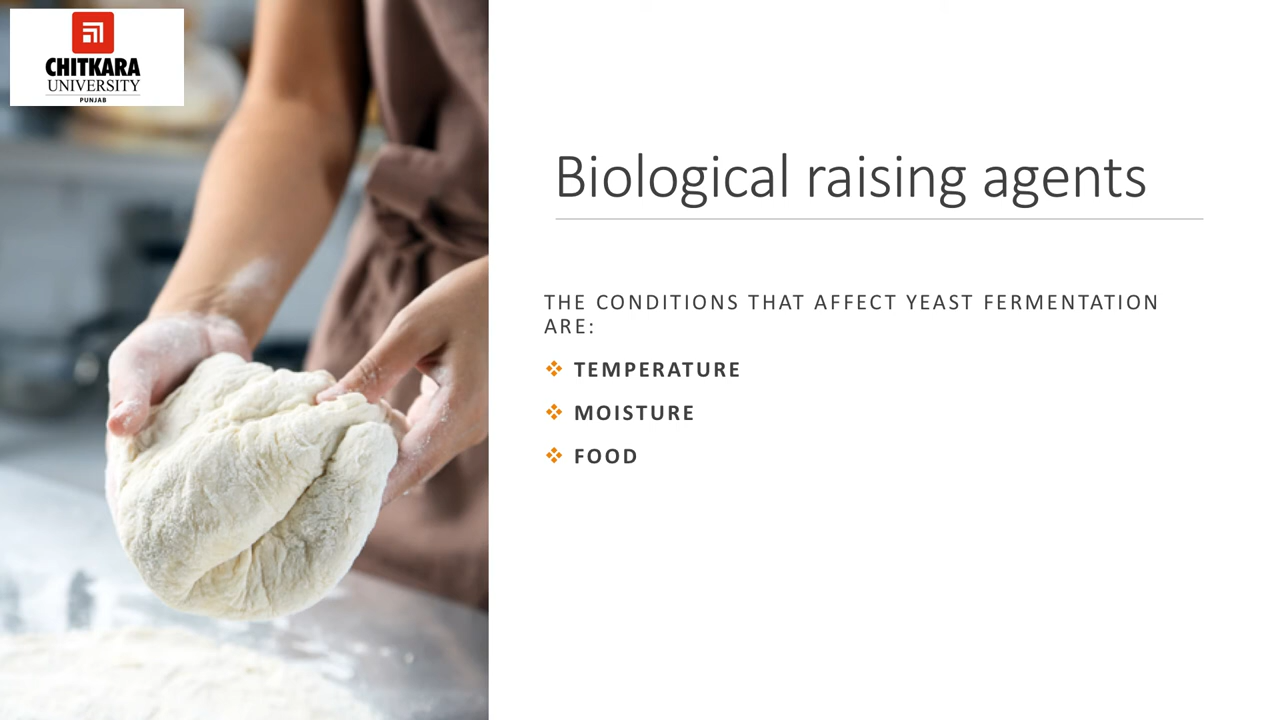 CHITKARA
UNIVERSITY
PUNJAB
Biological raising agents
THE CONDITIONS THAT AFFECT YEAST FERMENTATION
ARE:
❖ TEMPERATURE
❖ MOISTURE
❖ FOOD